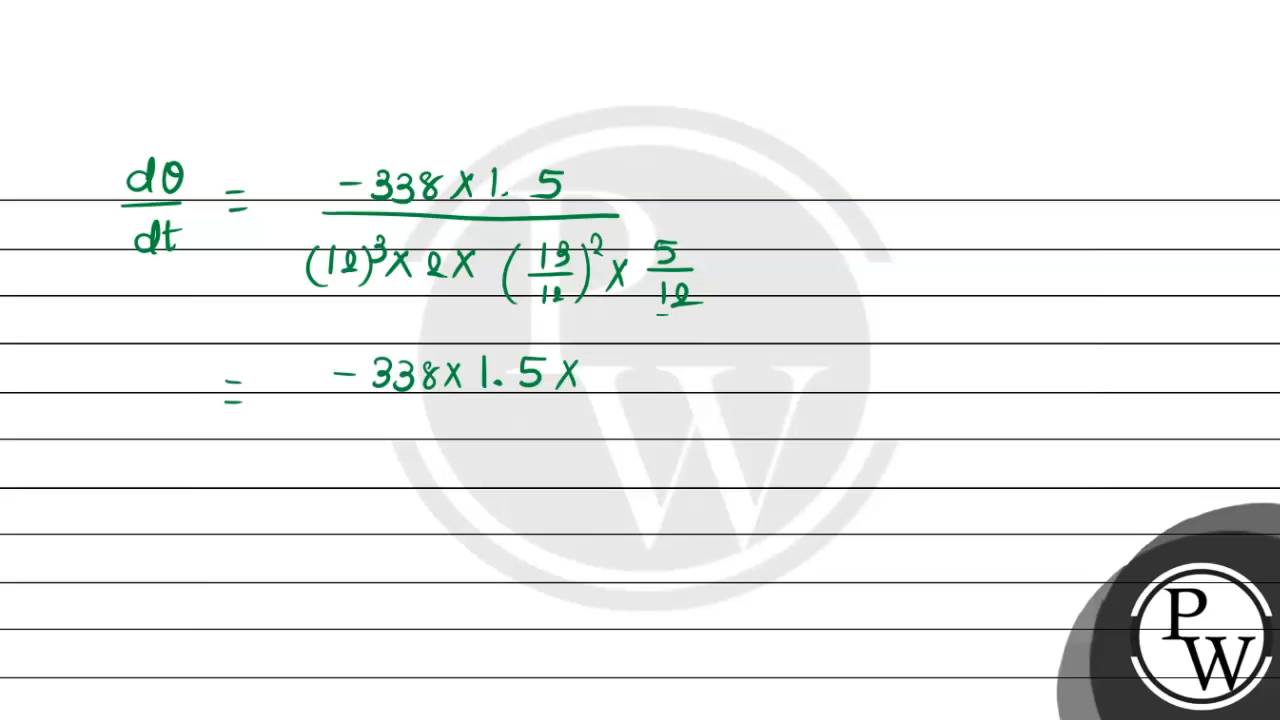 dθ/dt = -338 × 1.5 / (12)³ × 2 × (13/12)² × 5/12
= -338 × 1.5 ×
P
W
P
W